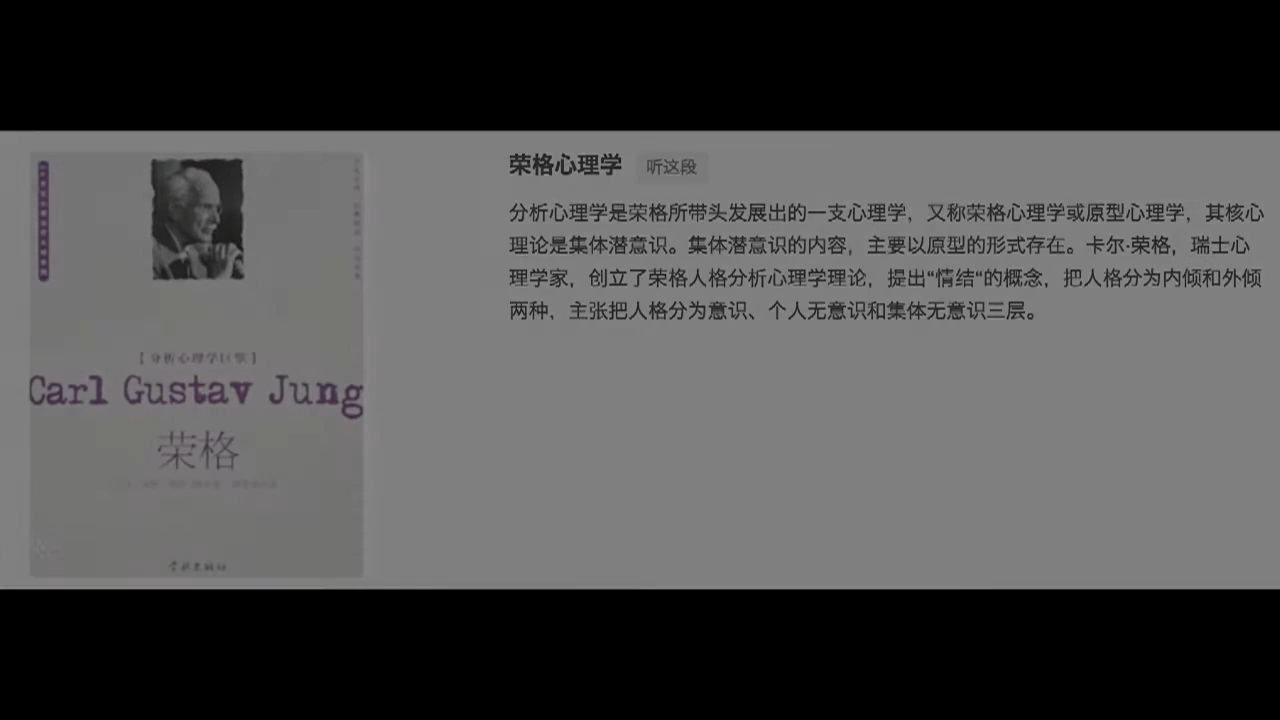 荣格心理学 听这段
分析心理学是荣格所带头发展出的一支心理学，又称荣格心理学或原型心理学，其核心
理论是集体潜意识。集体潜意识的内容，主要以原型的形式存在。卡尔·荣格，瑞士心
理学家，创立了荣格人格分析心理学理论，提出“情结“的概念，把人格分为内倾和外倾
两种，主张把人格分为意识、个人无意识和集体无意识三层。
【分析心理学巨擘】
Carl Gustav Jung
荣格
学林出版社